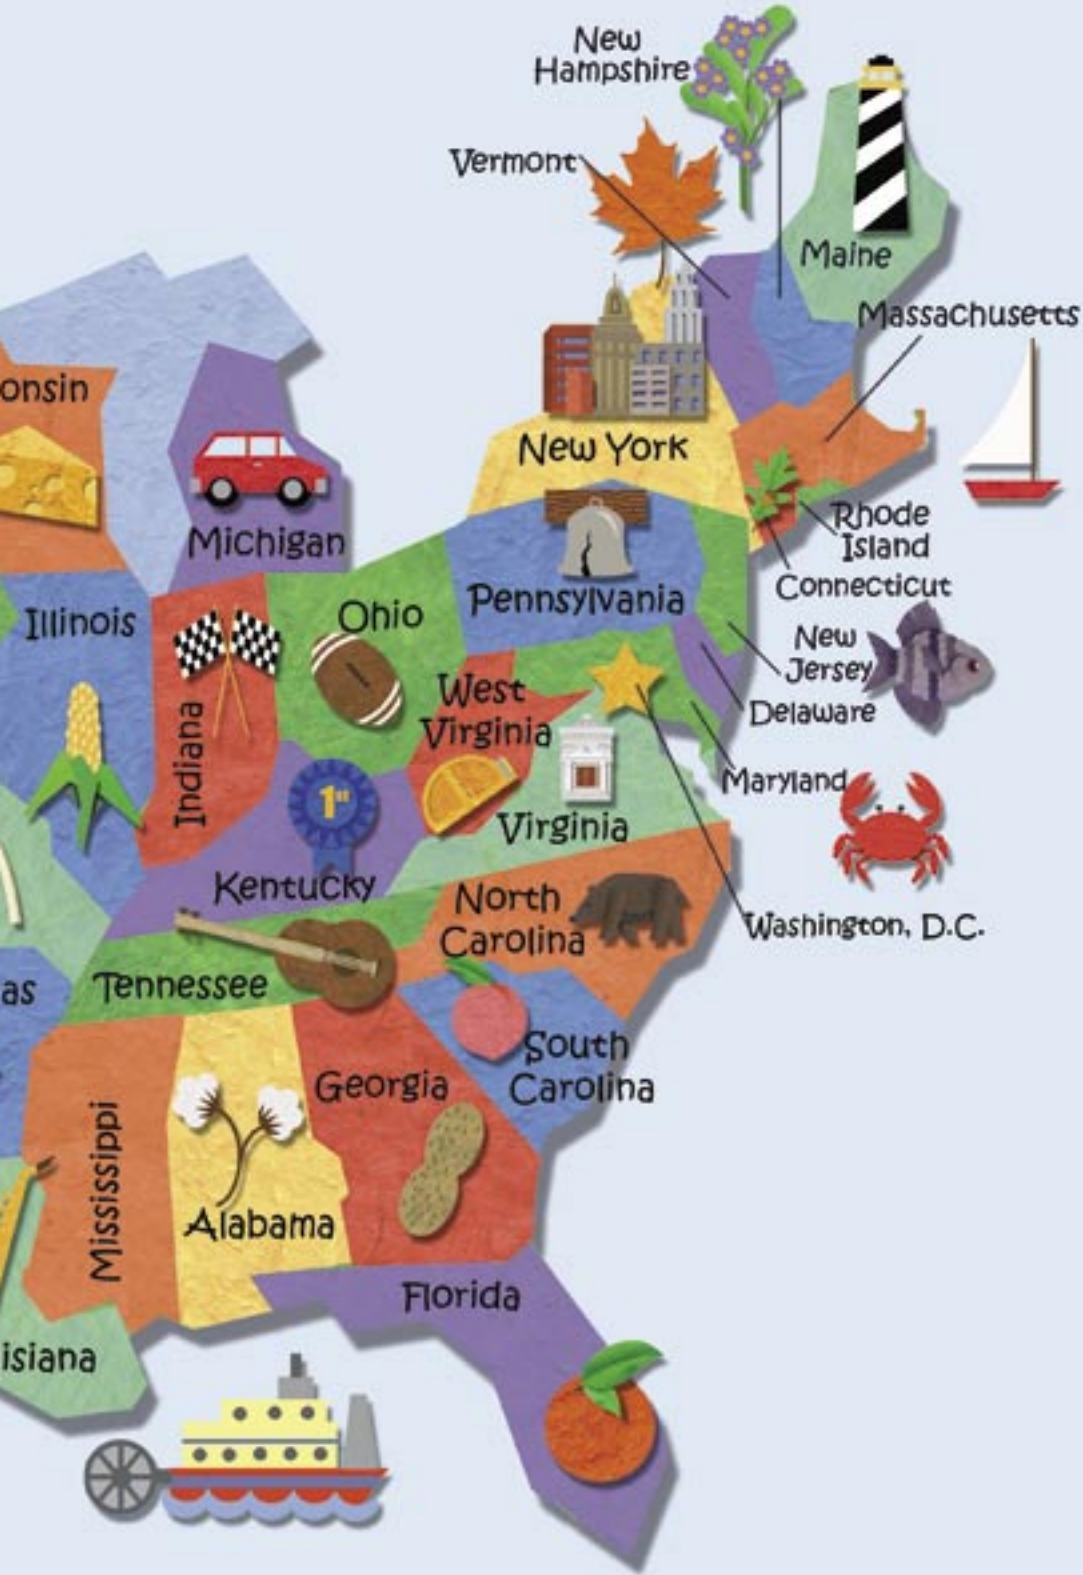 New
Hampshire
Vermont
Maine
Massachusetts
onsin
New York
Michigan
Rhode
Island
Connecticut
Illinois
Ohio
Pennsylvania
New
Jersey
Indiana
West
Virginia
Delaware
Maryland
1st
Virginia
Kentucky
North
Carolina
Washington, D.C.
as
Tennessee
South
Carolina
Georgia
Mississippi
Alabama
Florida
isiana